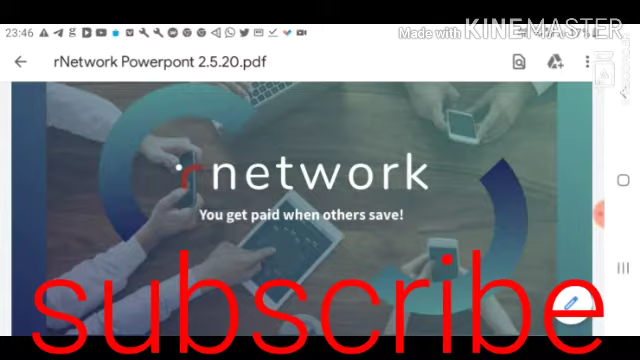 23:46
Made with KINEMASTER
rNetwork Powerpont 2.5.20.pdf
rnetwork
You get paid when others save!
subscribe